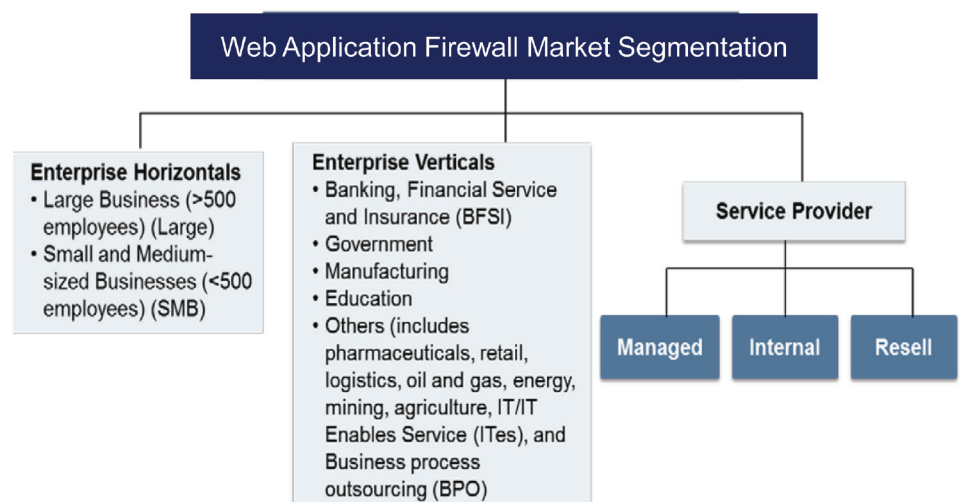 Web Application Firewall Market Segmentation
Enterprise Horizontals
• Large Business (>500
employees) (Large)
• Small and Medium-
sized Businesses (<500
employees) (SMB)
Enterprise Verticals
• Banking, Financial Service
and Insurance (BFSI)
• Government
• Manufacturing
• Education
• Others (includes
pharmaceuticals, retail,
logistics, oil and gas, energy,
mining, agriculture, IT/IT
Enables Service (ITes), and
Business process
outsourcing (BPO)
Service Provider
Managed
Internal
Resell